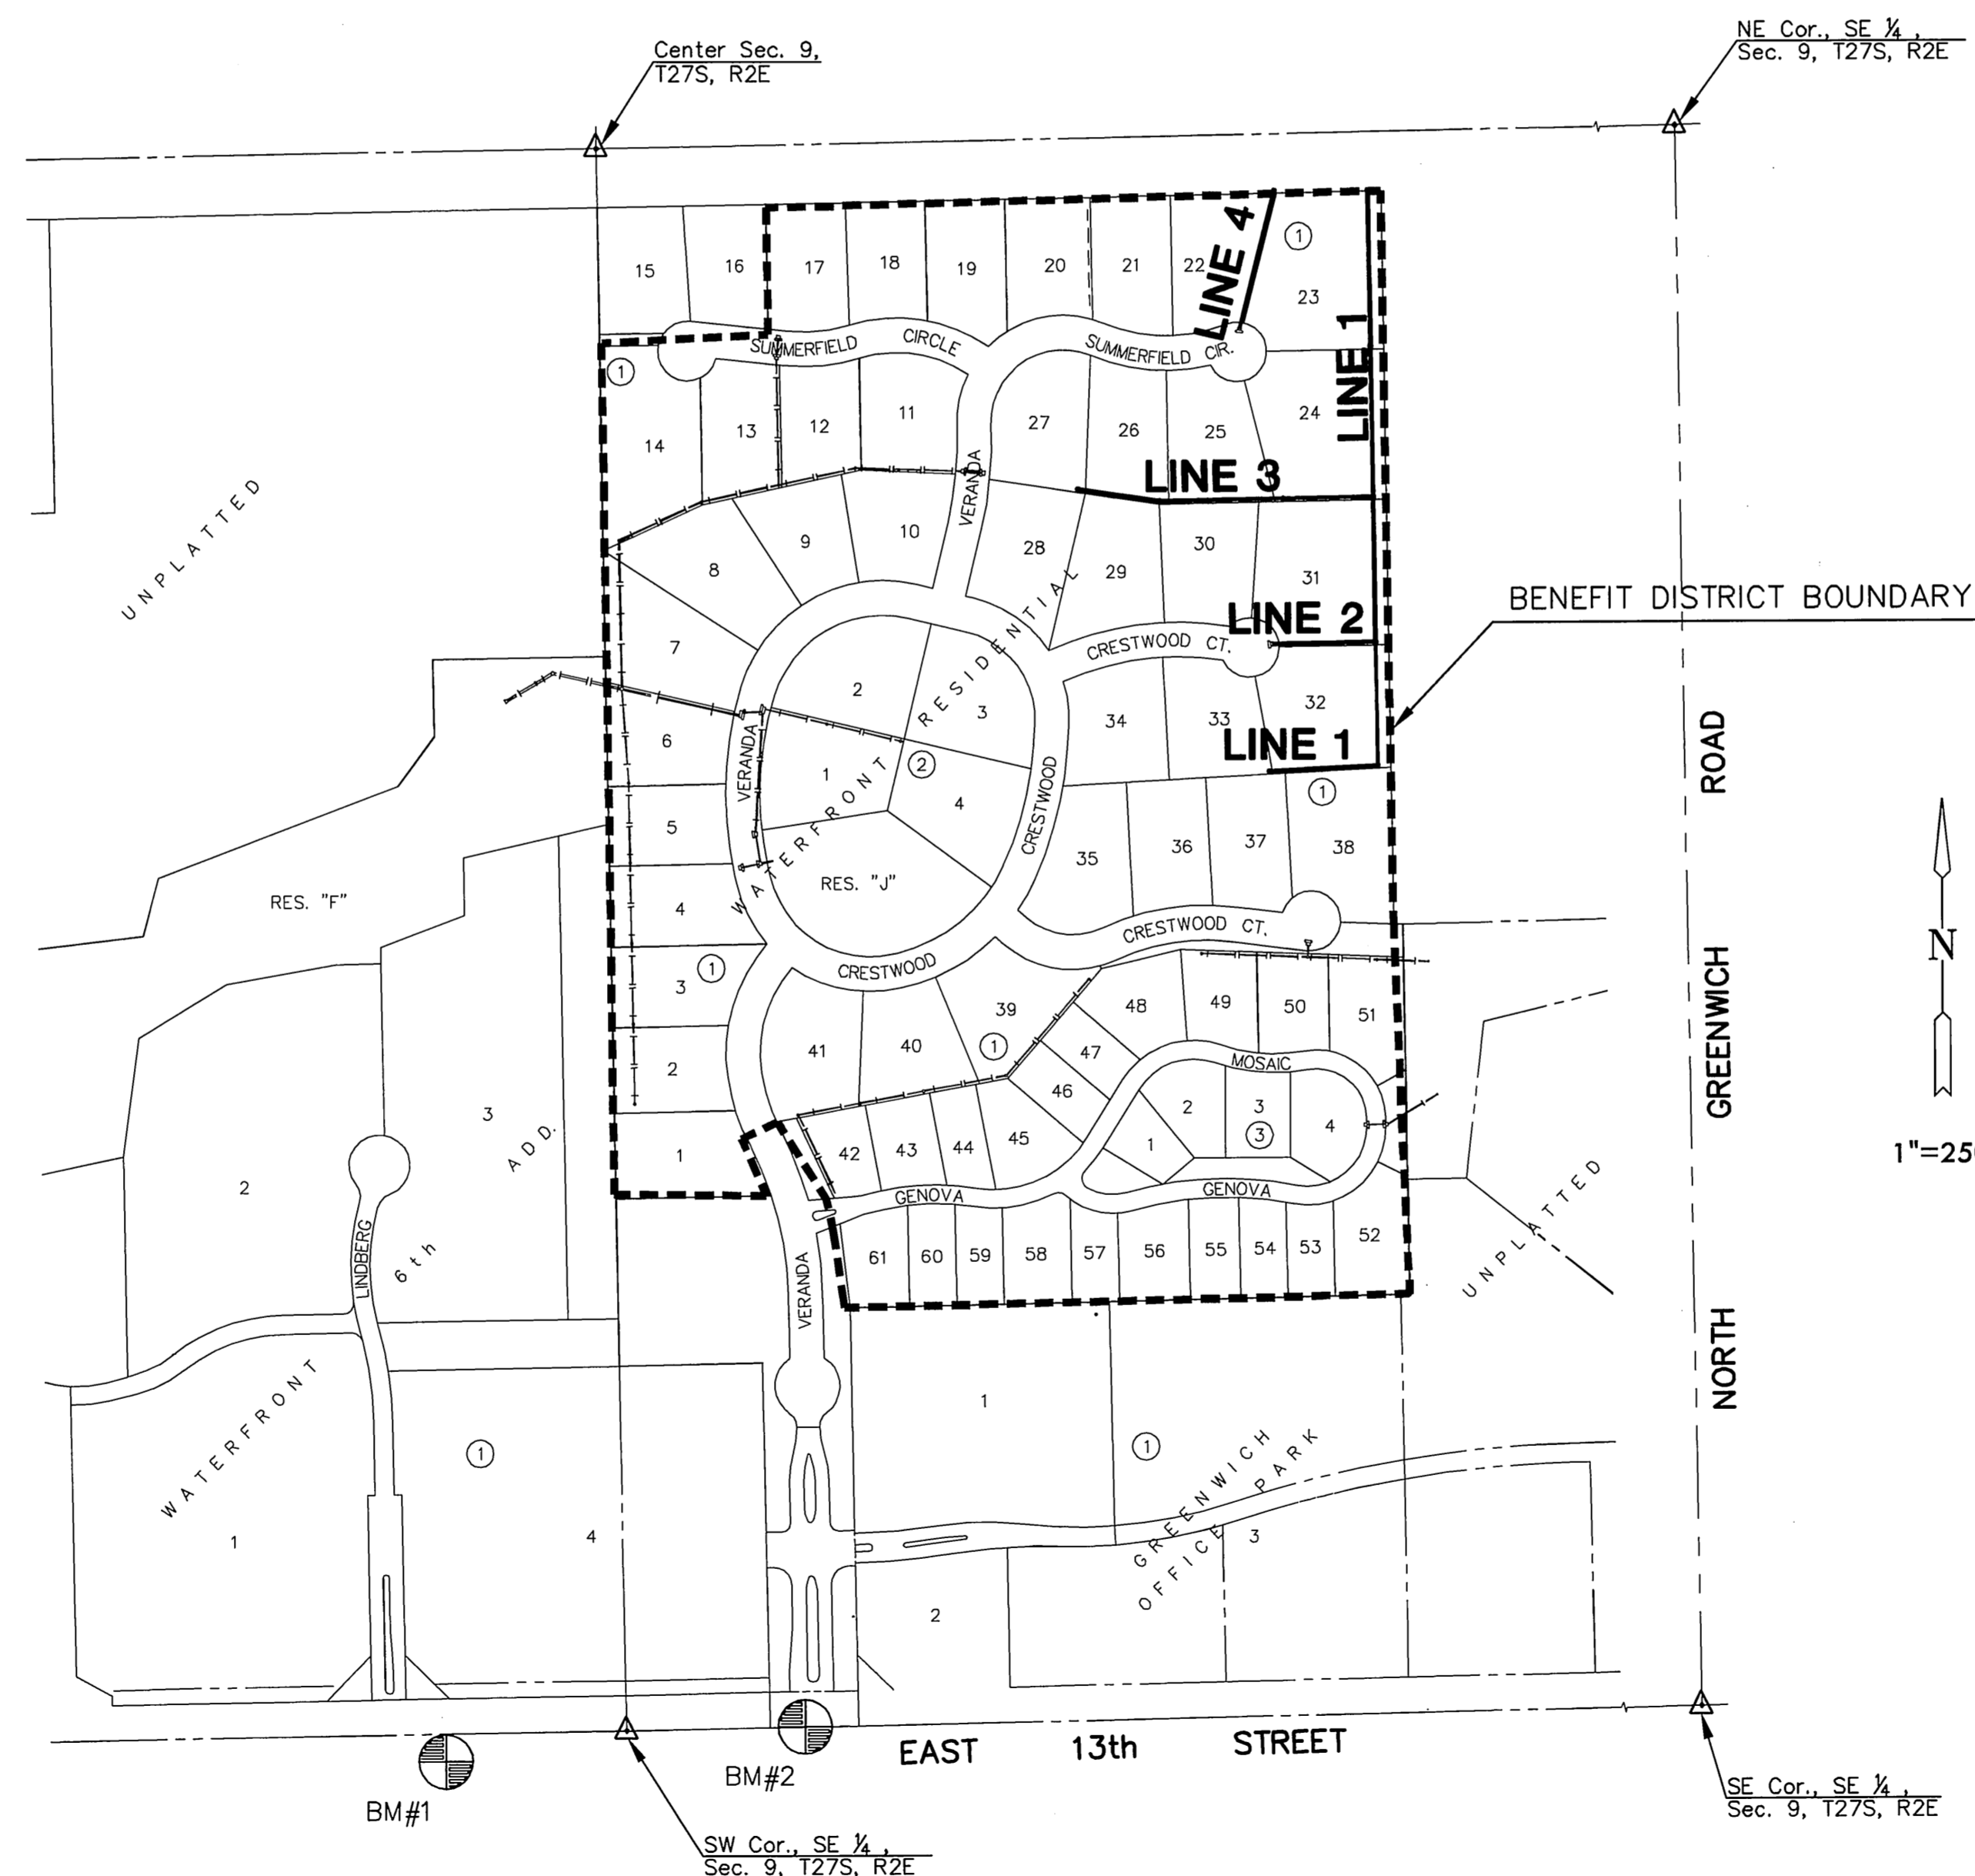 Center Sec. 9,
T27S, R2E
NE Cor., SE ¼ ,
Sec. 9, T27S, R2E
UNPLATTED
15
16
17
18
19
20
21
22
LINE 4
1
23
LINE 1
SUMMERFIELD CIRCLE
SUMMERFIELD CIR.
1
14
13
12
11
VERANDA
27
26
25
24
LINE 3
8
9
10
28
29
30
31
BENEFIT DISTRICT BOUNDARY
7
2
3
CRESTWOOD CT.
LINE 2
6
VERANDA
1
2
4
WATERFRONT RESIDENTIAL
CRESTWOOD
34
33
32
LINE 1
1
5
4
RES. "J"
35
36
37
38
RES. "F"
CRESTWOOD CT.
3
1
CRESTWOOD
39
1
48
49
50
51
2
41
40
47
46
MOSAIC
2
3
3
4
1
1
42
43
44
45
GENOVA
GENOVA
61
60
59
58
57
56
55
54
53
52
UNPLATTED
NORTH GREENWICH ROAD
N
2
3
LINDBERG
WATERFRONT 6th ADD.
VERANDA
1
1
4
1
1
GREENWICH
OFFICE PARK
3
2
EAST 13th STREET
BM#1
BM#2
SW Cor., SE ¼ ,
Sec. 9, T27S, R2E
SE Cor., SE ¼ ,
Sec. 9, T27S, R2E